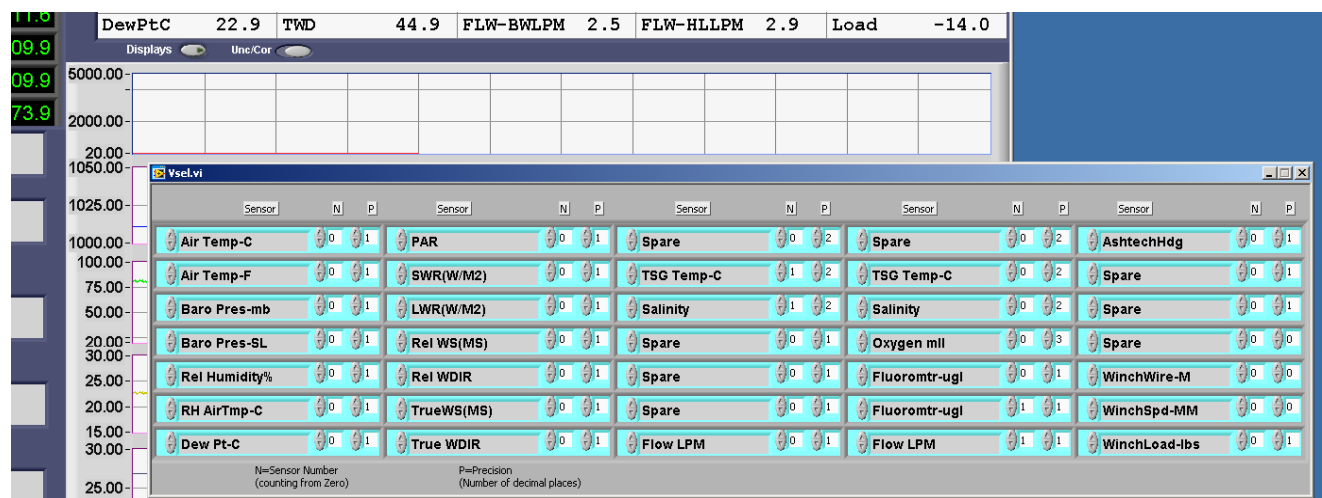 11.6
DewPtC 22.9 TWD 44.9 FLW-BWLPM 2.5 FLW-HLLPM 2.9 Load -14.0
09.9
Displays Unc/Cor
09.9
5000.00
73.9
2000.00
20.00
1050.00
Vsel.vi
1025.00
Sensor N P Sensor N P Sensor N P Sensor N P Sensor N P
1000.00
Air Temp-C 0 1 PAR 0 1 Spare 0 2 Spare 0 2 AshtechHdg 0 1
100.00
Air Temp-F 0 1 SWR(W/M2) 0 1 TSG Temp-C 1 2 TSG Temp-C 0 2 Spare 0 1
75.00
50.00
Baro Pres-mb 0 1 LWR(W/M2) 0 1 Salinity 1 2 Salinity 0 2 Spare 0 1
20.00
Baro Pres-SL 0 1 Rel WS(MS) 0 1 Spare 0 1 Oxygen mll 0 3 Spare 0 0
30.00
25.00
Rel Humidity% 0 1 Rel WDIR 0 1 Spare 0 1 Fluoromtr-ugl 0 1 WinchWire-M 0 0
20.00
RH AirTmp-C 0 1 TrueWS(MS) 0 1 Spare 0 1 Fluoromtr-ugl 1 1 WinchSpd-MM 0 0
15.00
30.00
Dew Pt-C 0 1 True WDIR 0 1 Flow LPM 0 1 Flow LPM 1 1 WinchLoad-lbs 0 1
N=Sensor Number P=Precision
(counting from Zero) (Number of decimal places)
25.00